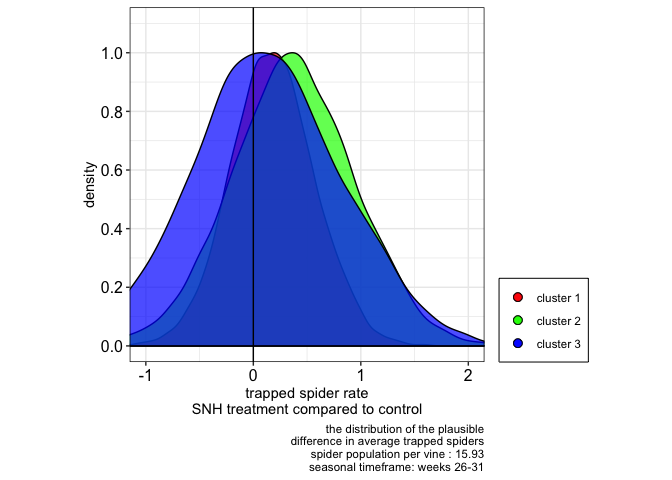 1.0
0.8
0.6
0.4
0.2
0.0
density
-1 0 1 2
trapped spider rate
SNH treatment compared to control
cluster 1
cluster 2
cluster 3
the distribution of the plausible
difference in average trapped spiders
spider population per vine : 15.93
seasonal timeframe: weeks 26-31